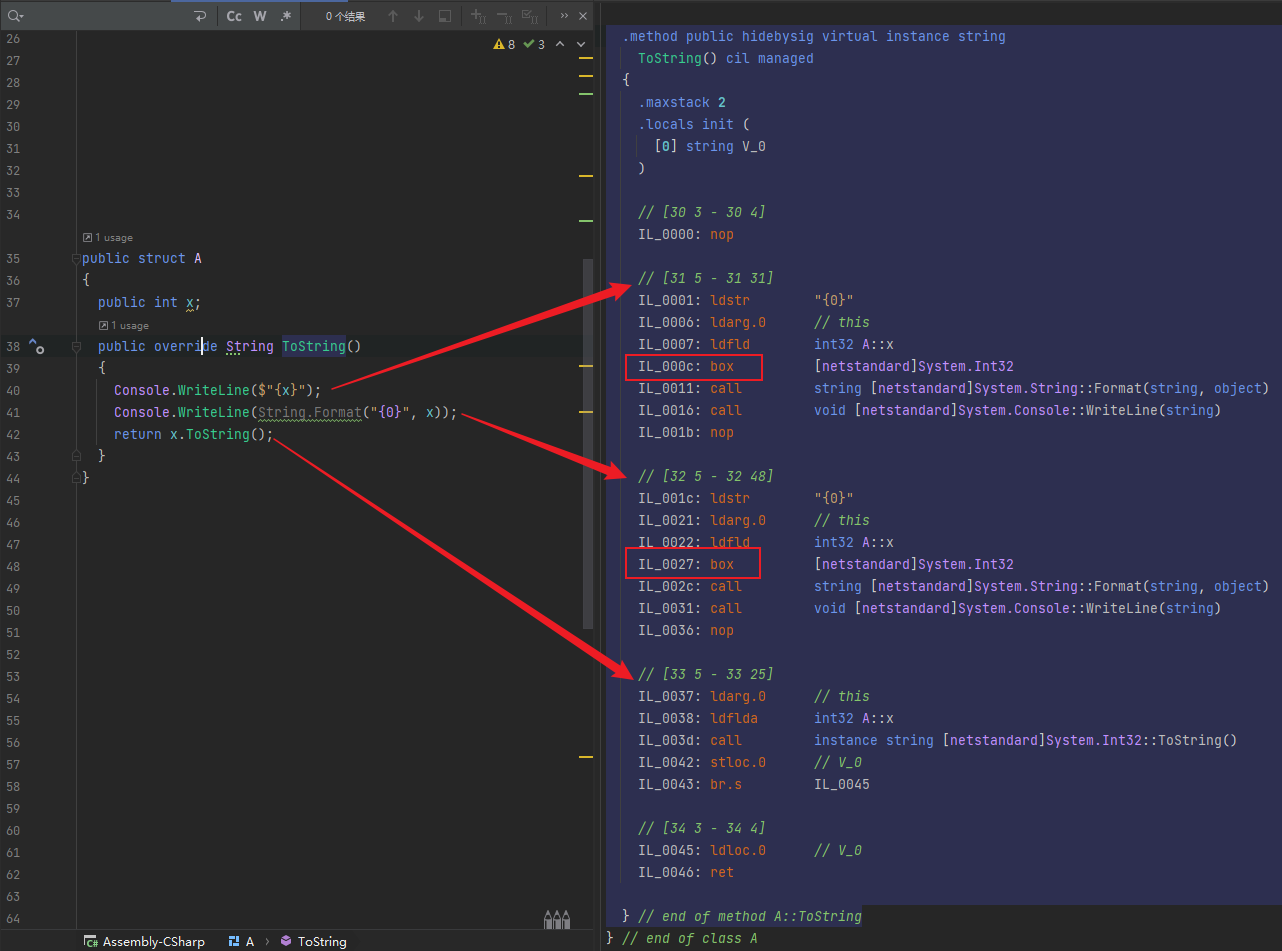 Cc W .* 0 个结果
8 3
26
27
28
29
30
31
32
33
34
1 usage
35 public struct A
36 {
37 public int x;
1 usage
38 public override String ToString()
39 {
40 Console.WriteLine($"{x}");
41 Console.WriteLine(String.Format("{0}", x));
42 return x.ToString();
43 }
44 }
45
46
47
48
49
50
51
52
53
54
55
56
57
58
59
60
61
62
63
64
C# Assembly-CSharp A › ToString
.method public hidebysig virtual instance string
ToString() cil managed
{
.maxstack 2
.locals init (
[0] string V_0
)
// [30 3 - 30 4]
IL_0000: nop
// [31 5 - 31 31]
IL_0001: ldstr "{0}"
IL_0006: ldarg.0 // this
IL_0007: ldfld int32 A::x
IL_000c: box [netstandard]System.Int32
IL_0011: call string [netstandard]System.String::Format(string, object)
IL_0016: call void [netstandard]System.Console::WriteLine(string)
IL_001b: nop
// [32 5 - 32 48]
IL_001c: ldstr "{0}"
IL_0021: ldarg.0 // this
IL_0022: ldfld int32 A::x
IL_0027: box [netstandard]System.Int32
IL_002c: call string [netstandard]System.String::Format(string, object)
IL_0031: call void [netstandard]System.Console::WriteLine(string)
IL_0036: nop
// [33 5 - 33 25]
IL_0037: ldarg.0 // this
IL_0038: ldflda int32 A::x
IL_003d: call instance string [netstandard]System.Int32::ToString()
IL_0042: stloc.0 // V_0
IL_0043: br.s IL_0045
// [34 3 - 34 4]
IL_0045: ldloc.0 // V_0
IL_0046: ret
} // end of method A::ToString
} // end of class A